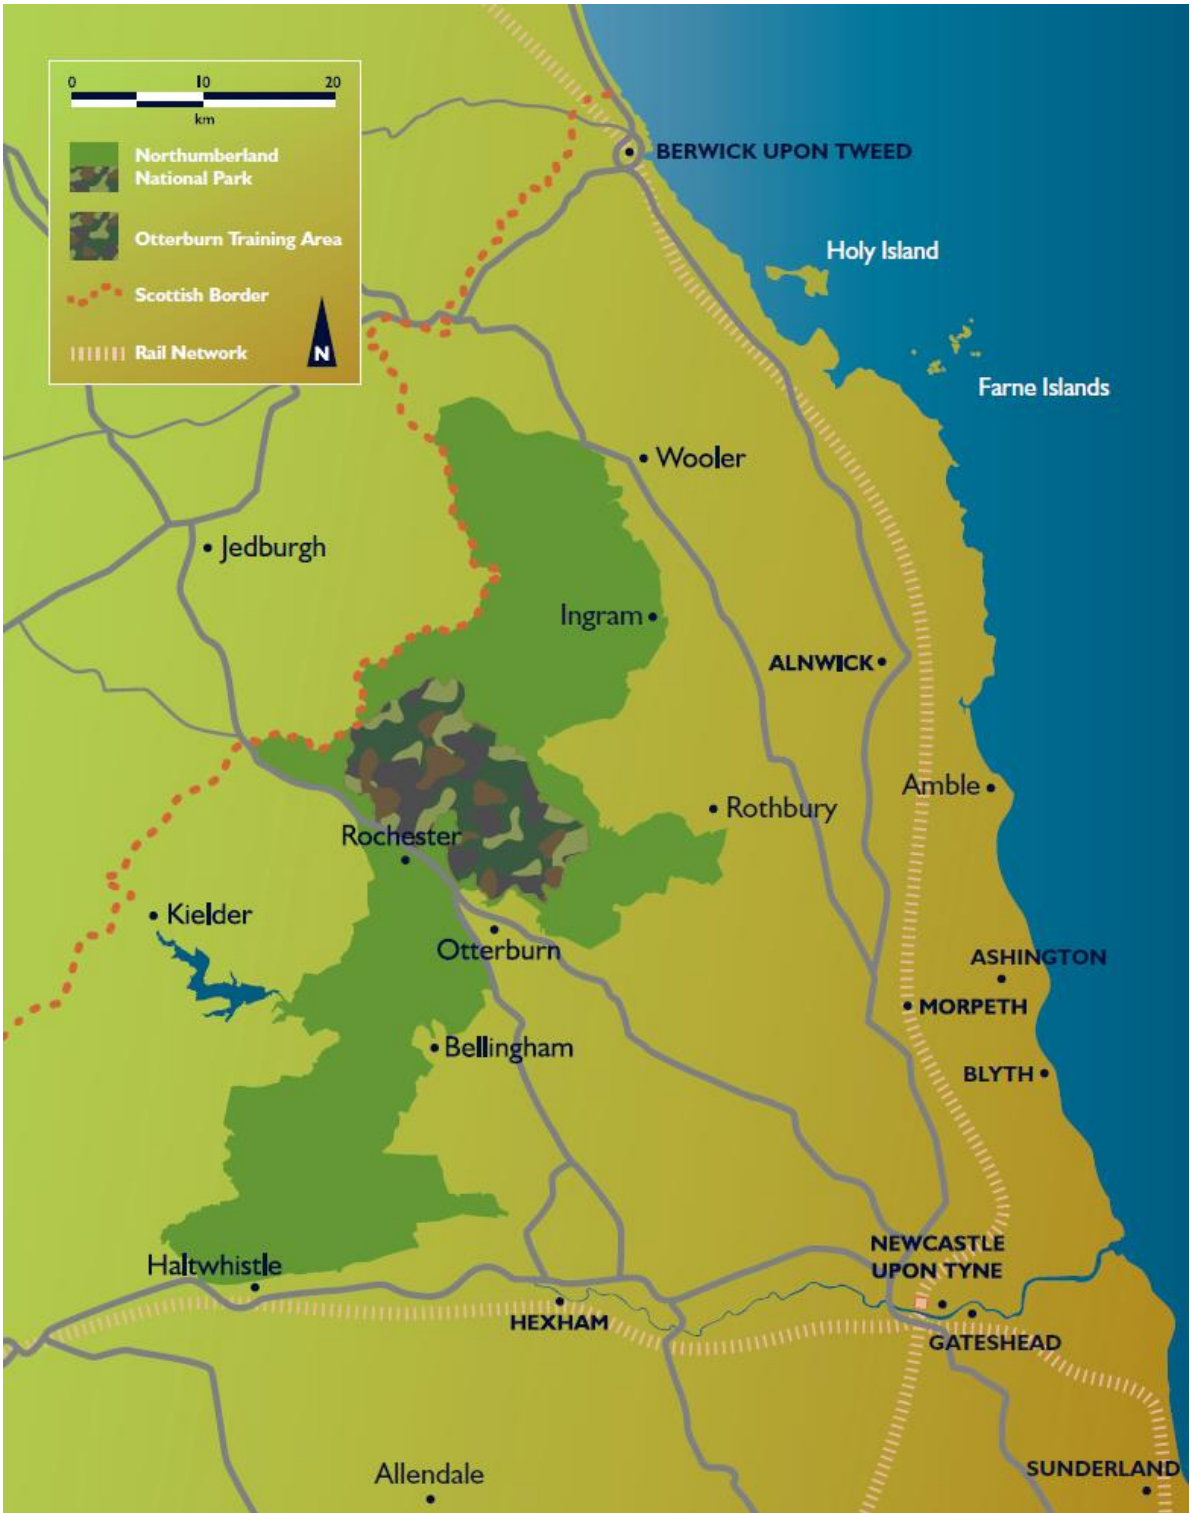 0 10 20
km
Northumberland
National Park
Otterburn Training Area
Scottish Border
Rail Network
N
BERWICK UPON TWEED
Holy Island
Farne Islands
Wooler
Jedburgh
Ingram
ALNWICK
Amble
Rothbury
Rochester
Kielder
Otterburn
ASHINGTON
MORPETH
Bellingham
BLYTH
NEWCASTLE
UPON TYNE
Haltwhistle
HEXHAM
GATESHEAD
Allendale
SUNDERLAND